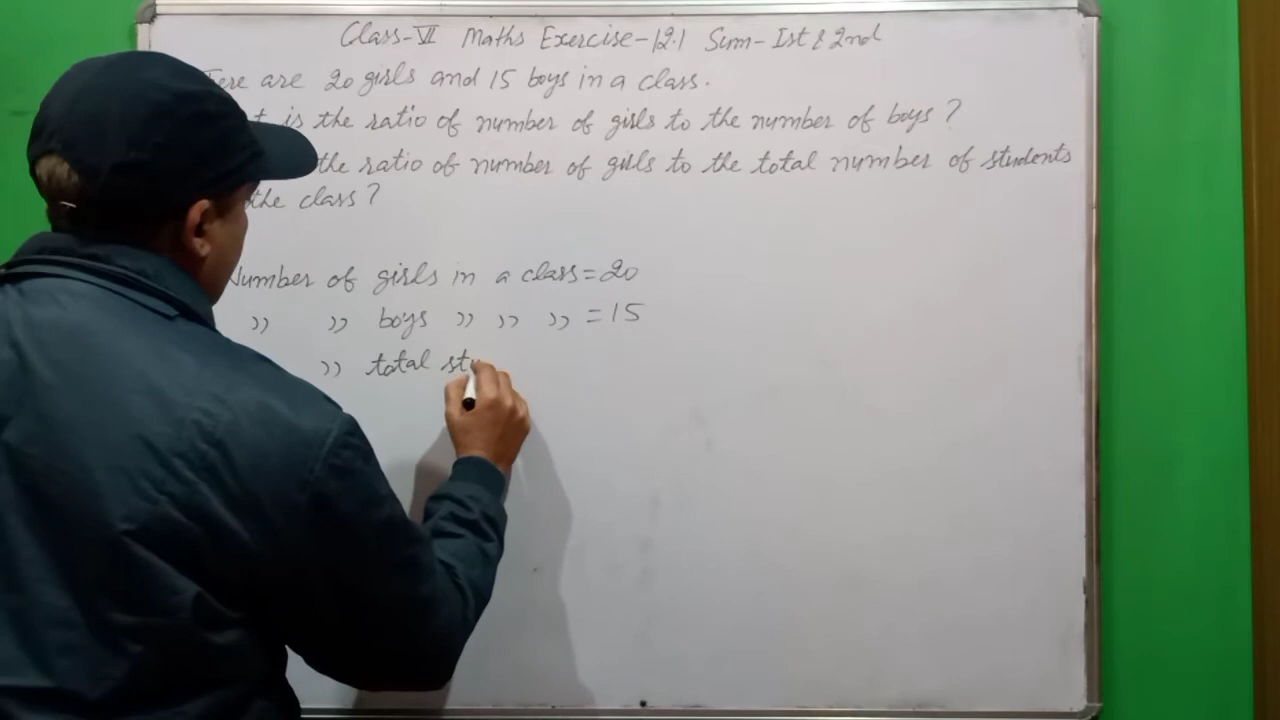 Class-VI Maths Exercise-12.1 Sum-Ist & 2nd
There are 20 girls and 15 boys in a class.
is the ratio of number of girls to the number of boys?
the ratio of number of girls to the total number of students
the class?
Number of girls in a class=20
,, ,, boys ,, ,, ,, =15
,, total st